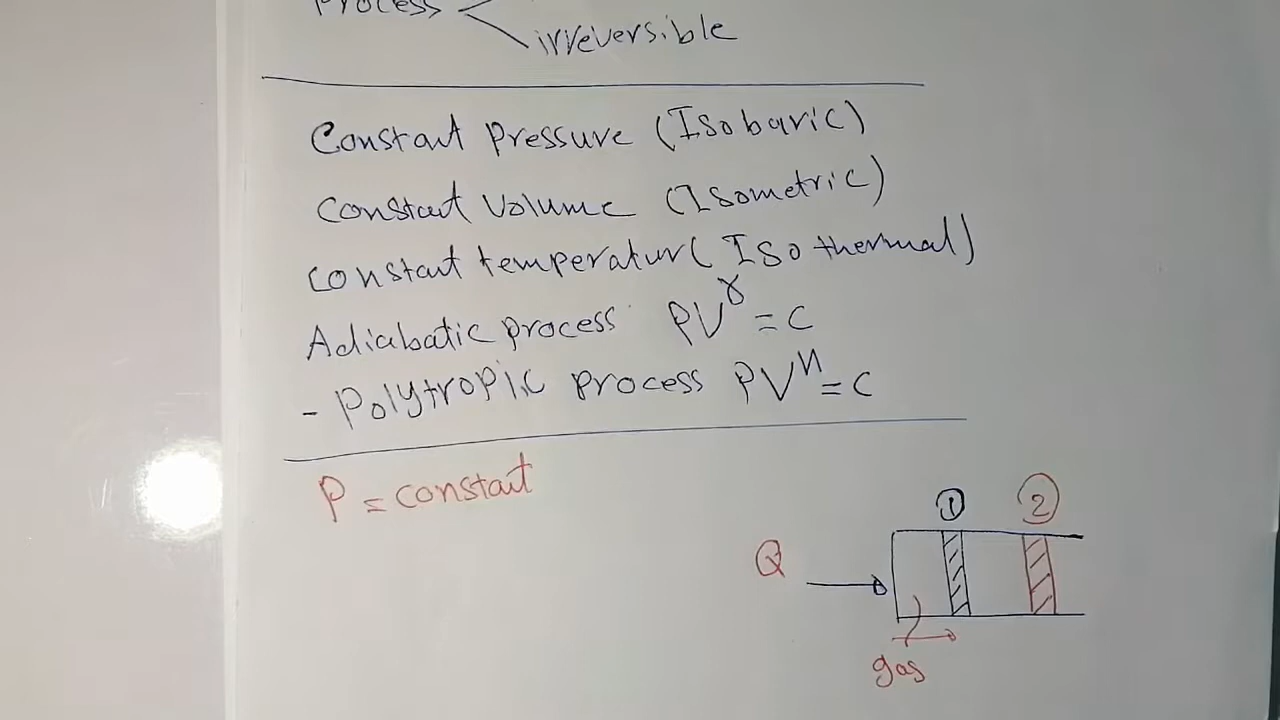 Process
irreversible
Constant pressure (Isobaric)
Constant Volume (Isometric)
constant temperatur (Isothermal)
Adiabatic process PV^γ = C
- Polytropic process PV^n = C
P = constant
① ②
Q
gas